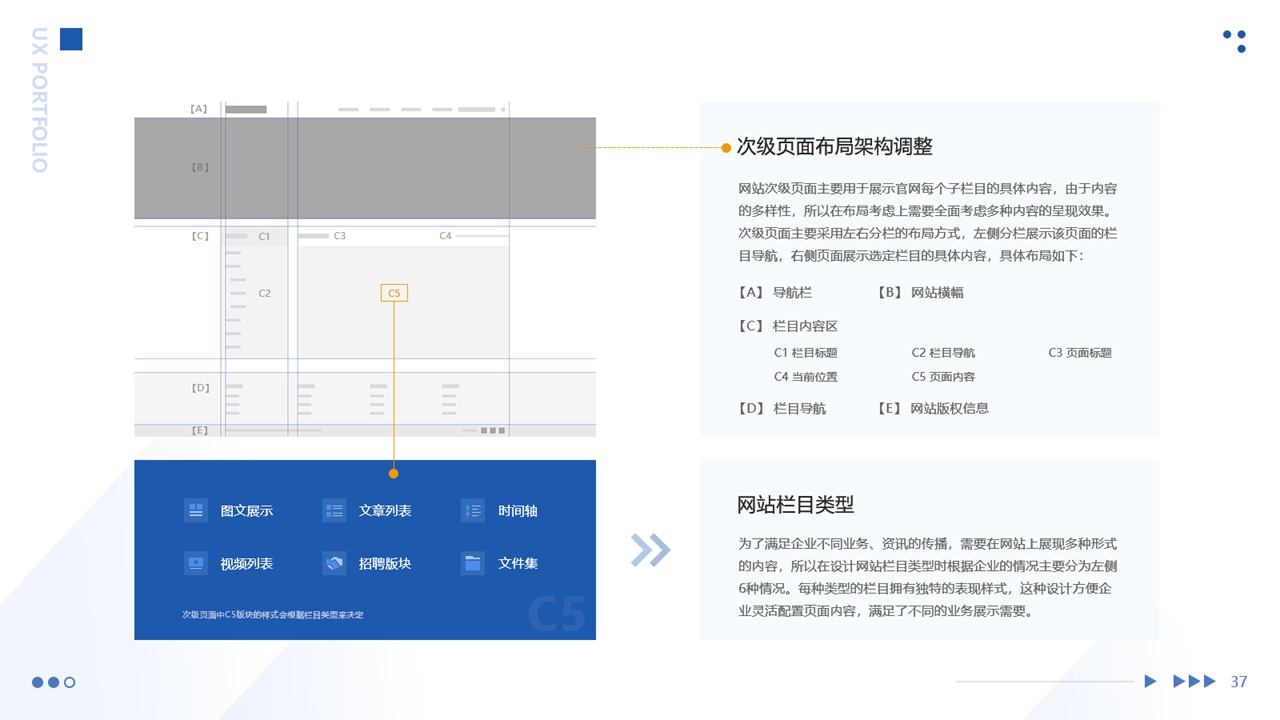 UX PORTFOLIO
【A】
【B】
【C】
C1
C3
C4
C2
C5
【D】
【E】
次级页面布局架构调整
网站次级页面主要用于展示官网每个子栏目的具体内容，由于内容
的多样性，所以在布局考虑上需要全面考虑多种内容的呈现效果。
次级页面主要采用左右分栏的布局方式，左侧分栏展示该页面的栏
目导航，右侧页面展示选定栏目的具体内容，具体布局如下：
【A】 导航栏 【B】 网站横幅
【C】 栏目内容区
C1 栏目标题 C2 栏目导航 C3 页面标题
C4 当前位置 C5 页面内容
【D】 栏目导航 【E】 网站版权信息
图文展示 文章列表 时间轴
视频列表 招聘版块 文件集
次级页面中C5版块的样式会根据栏目类型来决定
C5
网站栏目类型
为了满足企业不同业务、资讯的传播，需要在网站上展现多种形式
的内容，所以在设计网站栏目类型时根据企业的情况主要分为左侧
6种情况。每种类型的栏目拥有独特的表现样式，这种设计方便企
业灵活配置页面内容，满足了不同的业务展示需要。
37